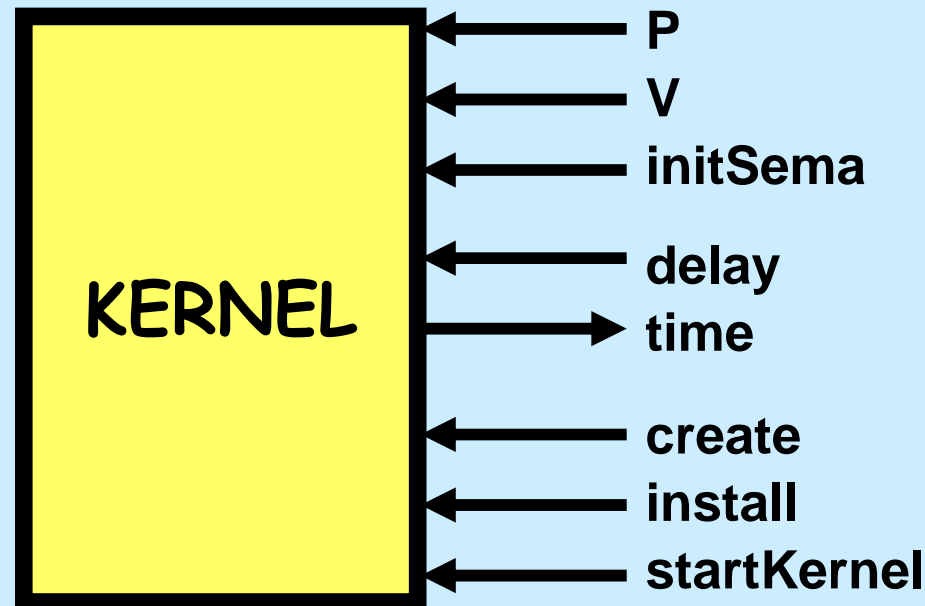 KERNEL
P
V
initSema
delay
time
create
install
startKernel